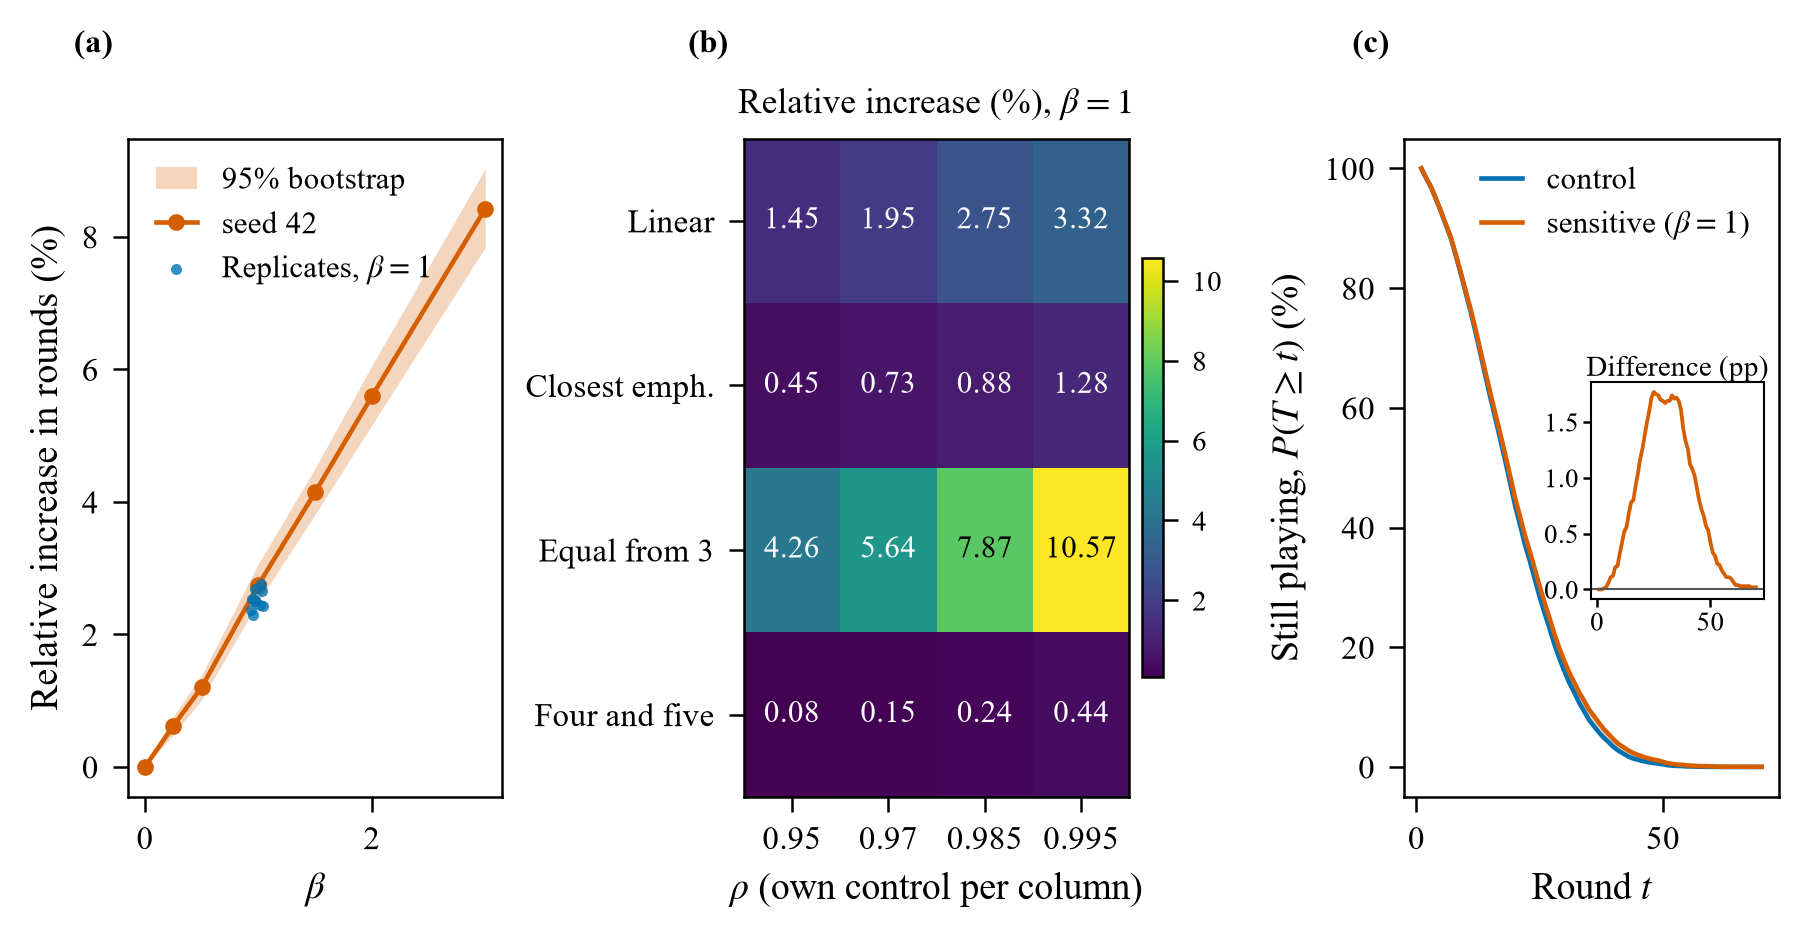 (a)
Relative increase in rounds (%)
95% bootstrap
seed 42
Replicates, β = 1
8
6
4
2
0
0 2
β
(b)
Relative increase (%), β = 1
Linear 1.45 1.95 2.75 3.32
Closest emph. 0.45 0.73 0.88 1.28
Equal from 3 4.26 5.64 7.87 10.57
Four and five 0.08 0.15 0.24 0.44
0.95 0.97 0.985 0.995
ρ (own control per column)
10
8
6
4
2
(c)
Still playing, P(T ≥ t) (%)
control
sensitive (β = 1)
100
80
60
40
20
0
0 50
Round t
Difference (pp)
1.5
1.0
0.5
0.0
0 50